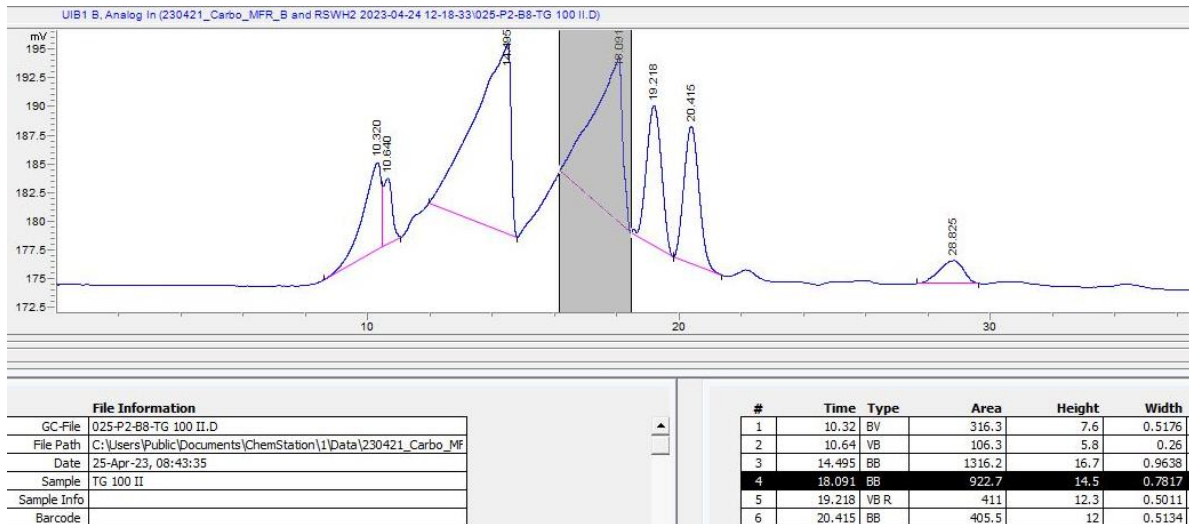 UIB1 B, Analog In (230421_Carbo_MFR_B and RSWH2 2023-04-24 12-18-33\025-P2-B8-TG 100 II.D)
mV
195
192.5
190
187.5
185
182.5
180
177.5
175
172.5
10.320
10.640
14.495
18.091
19.218
20.415
28.825
10
20
30
File Information
GC-File 025-P2-B8-TG 100 II.D
File Path C:\Users\Public\Documents\ChemStation\1\Data\230421_Carbo_MF
Date 25-Apr-23, 08:43:35
Sample TG 100 II
Sample Info
Barcode
# Time Type Area Height Width
1 10.32 BV 316.3 7.6 0.5176
2 10.64 VB 106.3 5.8 0.26
3 14.495 BB 1316.2 16.7 0.9638
4 18.091 BB 922.7 14.5 0.7817
5 19.218 VB R 411 12.3 0.5011
6 20.415 BB 405.5 12 0.5134